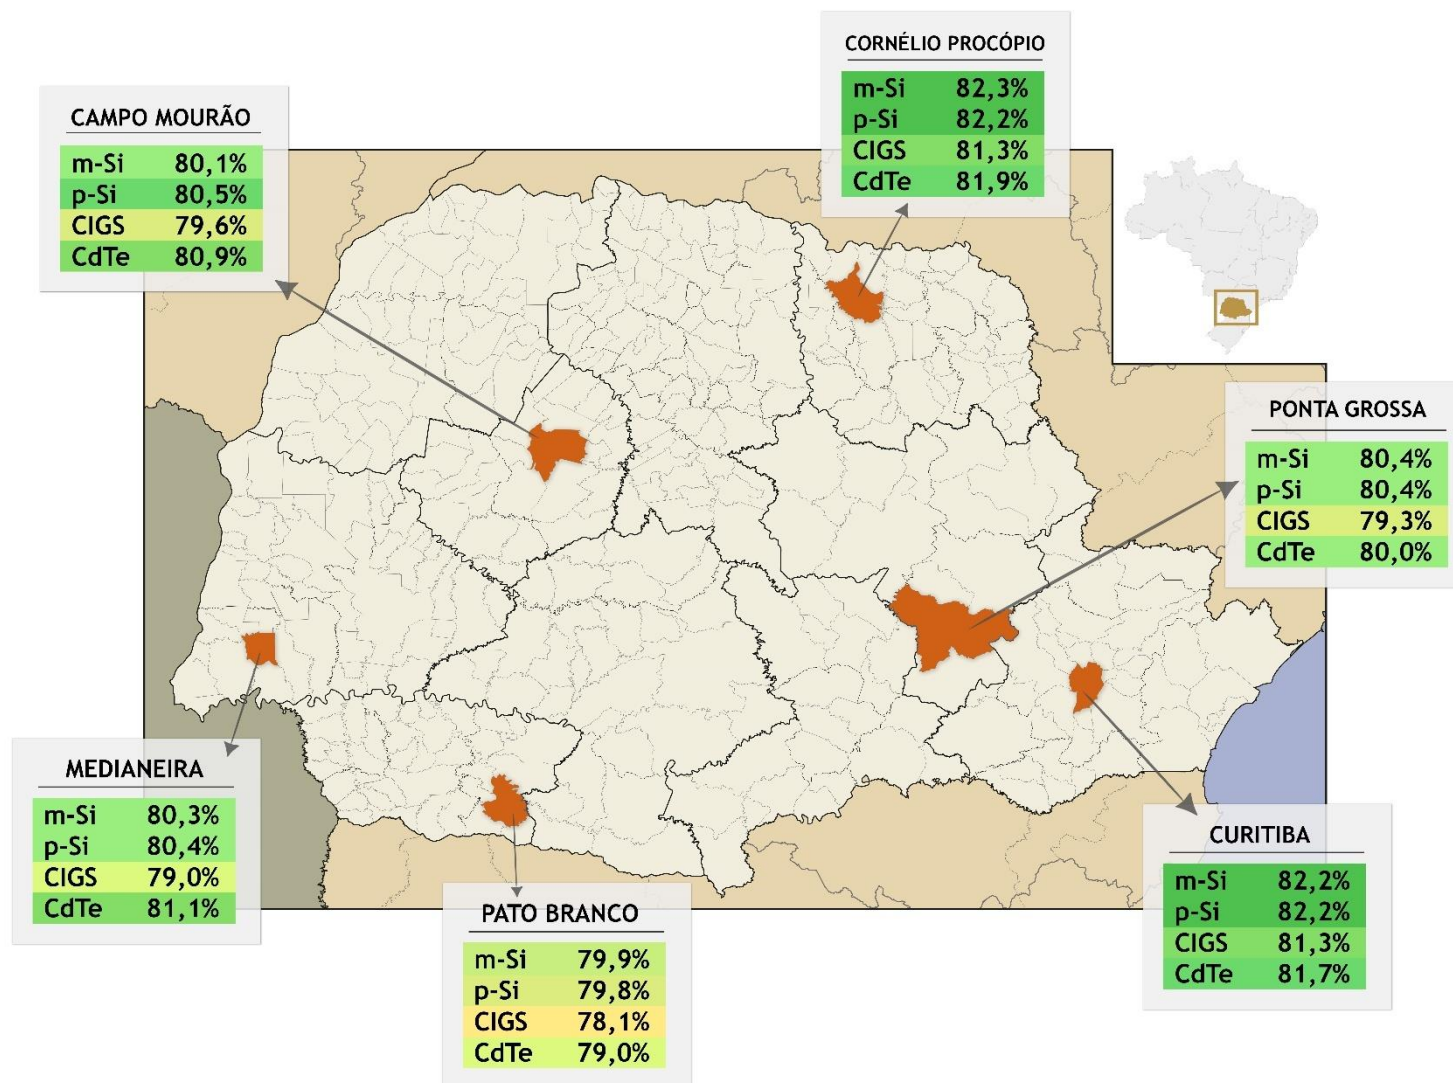 CORNÉLIO PROCÓPIO
m-Si 82,3%
p-Si 82,2%
CIGS 81,3%
CdTe 81,9%
CAMPO MOURÃO
m-Si 80,1%
p-Si 80,5%
CIGS 79,6%
CdTe 80,9%
PONTA GROSSA
m-Si 80,4%
p-Si 80,4%
CIGS 79,3%
CdTe 80,0%
MEDIANEIRA
m-Si 80,3%
p-Si 80,4%
CIGS 79,0%
CdTe 81,1%
PATO BRANCO
m-Si 79,9%
p-Si 79,8%
CIGS 78,1%
CdTe 79,0%
CURITIBA
m-Si 82,2%
p-Si 82,2%
CIGS 81,3%
CdTe 81,7%